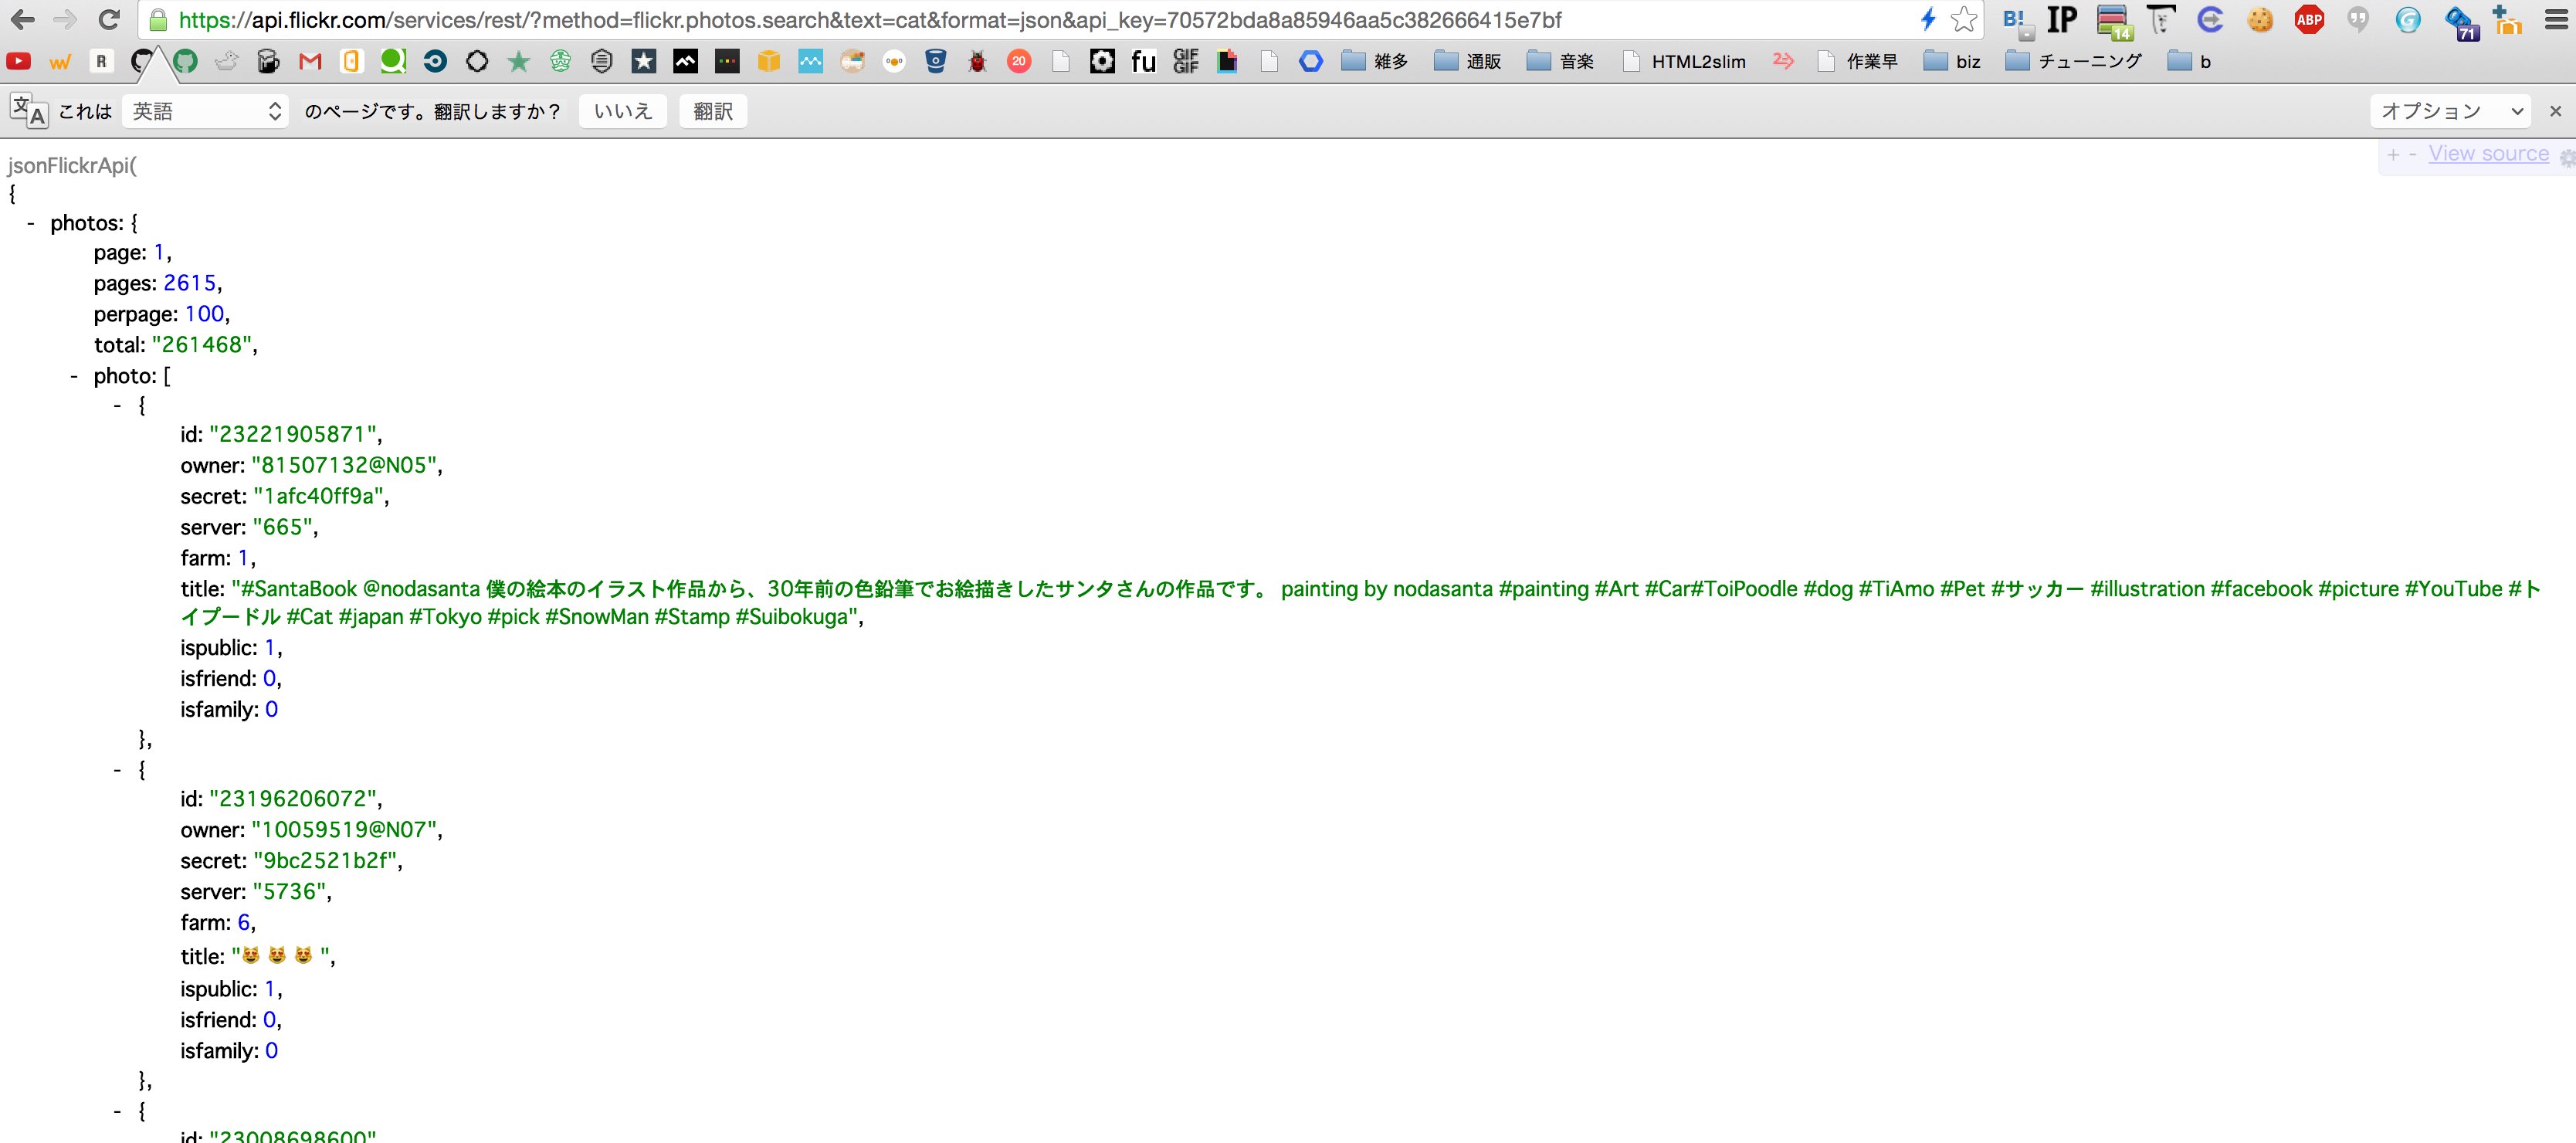 https://api.flickr.com/services/rest/?method=flickr.photos.search&text=cat&format=json&api_key=70572bda8a85946aa5c382666415e7bf
B! IP 14 ABP 71
R fu GIF GIF 20 雑多 通販 音楽 HTML2slim 作業早 biz チューニング b
文A これは 英語 のページです。翻訳しますか？ いいえ 翻訳 オプション ×
jsonFlickrApi( + - View source
{
- photos: {
page: 1,
pages: 2615,
perpage: 100,
total: "261468",
- photo: [
- {
id: "23221905871",
owner: "81507132@N05",
secret: "1afc40ff9a",
server: "665",
farm: 1,
title: "#SantaBook @nodasanta 僕の絵本のイラスト作品から、30年前の色鉛筆でお絵描きしたサンタさんの作品です。 painting by nodasanta #painting #Art #Car#ToiPoodle #dog #TiAmo #Pet #サッカー #illustration #facebook #picture #YouTube #ト
イプードル #Cat #japan #Tokyo #pick #SnowMan #Stamp #Suibokuga",
ispublic: 1,
isfriend: 0,
isfamily: 0
},
- {
id: "23196206072",
owner: "10059519@N07",
secret: "9bc2521b2f",
server: "5736",
farm: 6,
title: "😻 😻 😻 ",
ispublic: 1,
isfriend: 0,
isfamily: 0
},
- {
id: "23008698600"